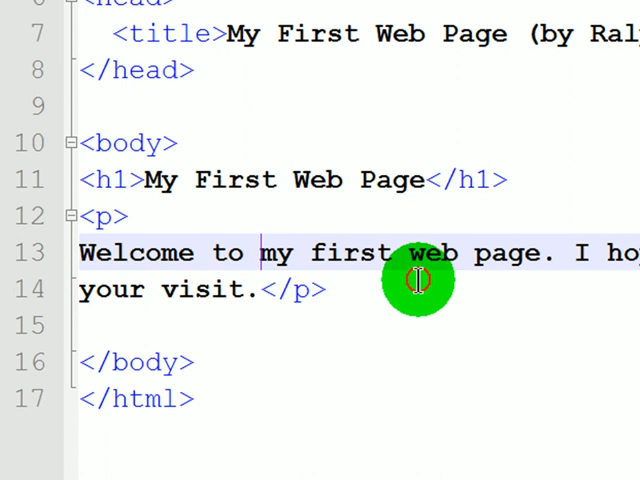 6 <head>
7 <title>My First Web Page (by
8 </head>
9
10 <body>
11 <h1>My First Web Page</h1>
12 <p>
13 Welcome to my first web page. I
14 your visit.</p>
15
16 </body>
17 </html>